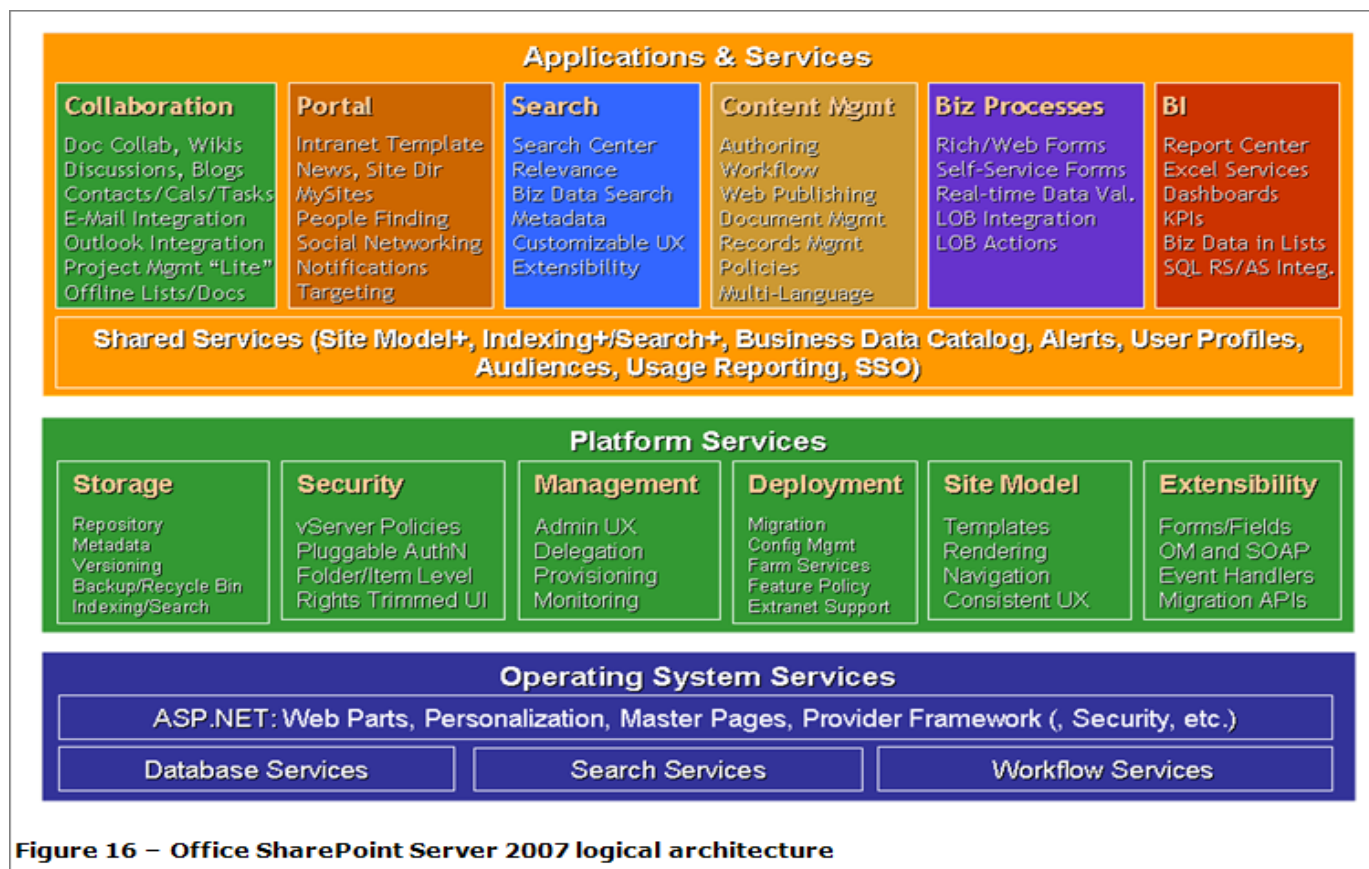 Applications & Services
Collaboration
Doc Collab, Wikis
Discussions, Blogs
Contacts/Cals/Tasks
E-Mail Integration
Outlook Integration
Project Mgmt “Lite”
Offline Lists/Docs
Portal
Intranet Template
News, Site Dir
MySites
People Finding
Social Networking
Notifications
Targeting
Search
Search Center
Relevance
Biz Data Search
Metadata
Customizable UX
Extensibility
Content Mgmt
Authoring
Workflow
Web Publishing
Document Mgmt
Records Mgmt
Policies
Multi-Language
Biz Processes
Rich/Web Forms
Self-Service Forms
Real-time Data Val.
LOB Integration
LOB Actions
BI
Report Center
Excel Services
Dashboards
KPIs
Biz Data in Lists
SQL RS/AS Integ.
Shared Services (Site Model+, Indexing+/Search+, Business Data Catalog, Alerts, User Profiles,
Audiences, Usage Reporting, SSO)
Platform Services
Storage
Repository
Metadata
Versioning
Backup/Recycle Bin
Indexing/Search
Security
vServer Policies
Pluggable AuthN
Folder/Item Level
Rights Trimmed UI
Management
Admin UX
Delegation
Provisioning
Monitoring
Deployment
Migration
Config Mgmt
Farm Services
Feature Policy
Extranet Support
Site Model
Templates
Rendering
Navigation
Consistent UX
Extensibility
Forms/Fields
OM and SOAP
Event Handlers
Migration APIs
Operating System Services
ASP.NET: Web Parts, Personalization, Master Pages, Provider Framework (, Security, etc.)
Database Services
Search Services
Workflow Services
Figure 16 – Office SharePoint Server 2007 logical architecture